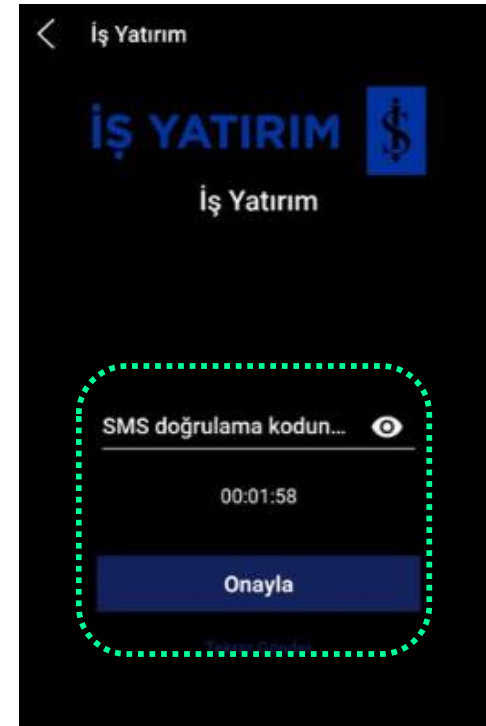 İş Yatırım
İŞ YATIRIM
İş Yatırım
SMS doğrulama kodun...
00:01:58
Onayla